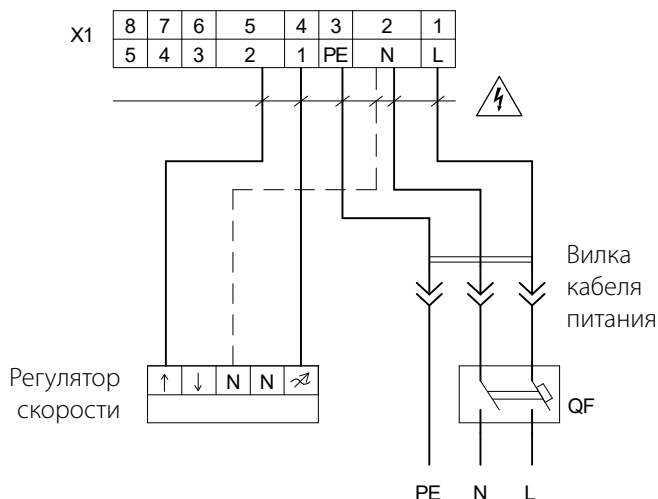 X1
8 7 6 5 4 3 2 1
5 4 3 2 1 PE N L
Вилка
кабеля
питания
Регулятор
скорости
↑ ↓ N N
QF
PE N L